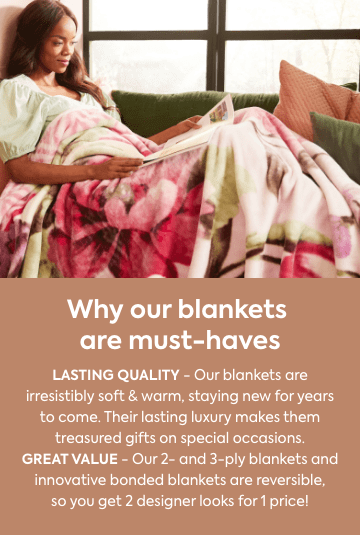 Why our blankets
are must-haves
LASTING QUALITY - Our blankets are
irresistibly soft & warm, staying new for years
to come. Their lasting luxury makes them
treasured gifts on special occasions.
GREAT VALUE - Our 2- and 3-ply blankets and
innovative bonded blankets are reversible,
so you get 2 designer looks for 1 price!